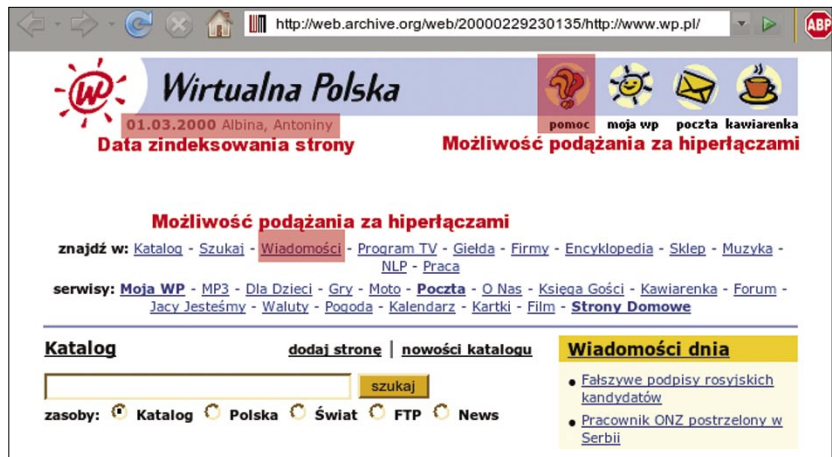 http://web.archive.org/web/20000229230135/http://www.wp.pl/
ABP
Wirtualna Polska
01.03.2000 Albina, Antoniny
pomoc moja wp poczta kawiarenka
Data zindeksowania strony
Możliwość podążania za hiperłączami
Możliwość podążania za hiperłączami
znajdź w: Katalog - Szukaj - Wiadomości - Program TV - Giełda - Firmy - Encyklopedia - Sklep - Muzyka -
NLP - Praca
serwisy: Moja WP - MP3 - Dla Dzieci - Gry - Moto - Poczta - O Nas - Księga Gości - Kawiarenka - Forum -
Jacy Jesteśmy - Waluty - Pogoda - Kalendarz - Kartki - Film - Strony Domowe
Katalog dodaj stronę | nowości katalogu
szukaj
zasoby: Katalog Polska Świat FTP News
Wiadomości dnia
Fałszywe podpisy rosyjskich
kandydatów
Pracownik ONZ postrzelony w
Serbii